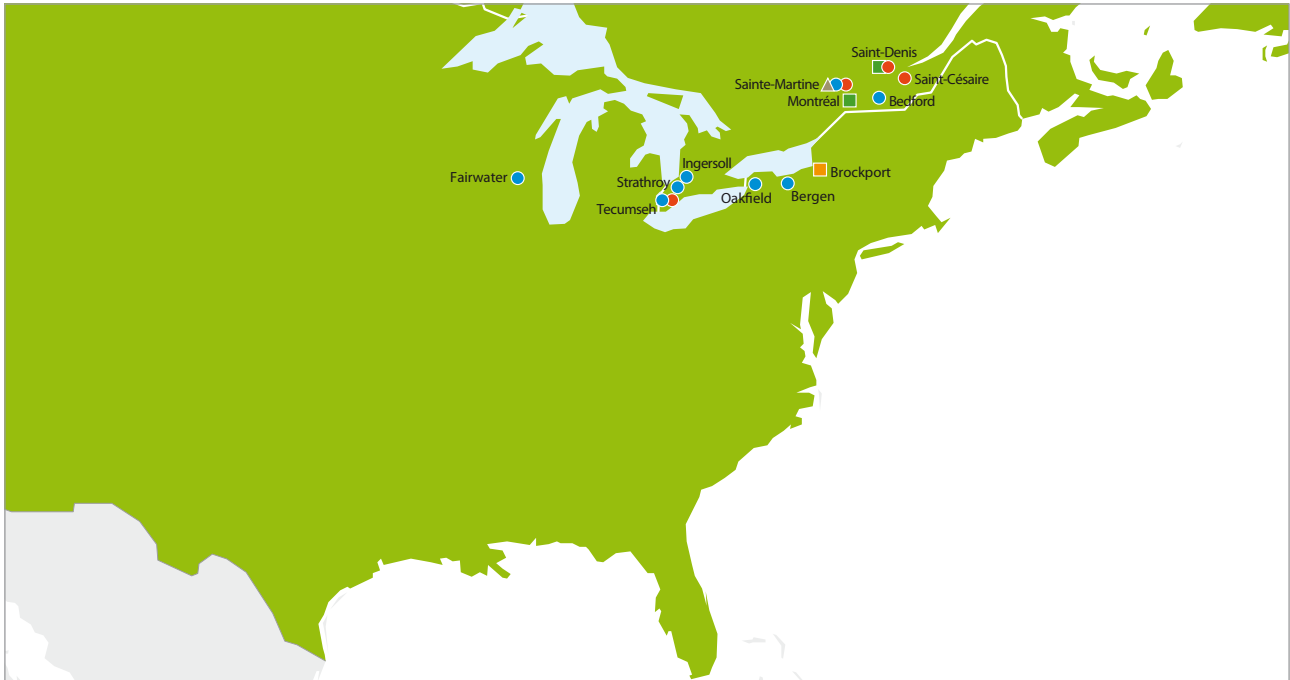 Saint-Denis
Saint-Césaire
Sainte-Martine
Montréal
Bedford
Ingersoll
Fairwater
Brockport
Strathroy
Oakfield
Bergen
Tecumseh